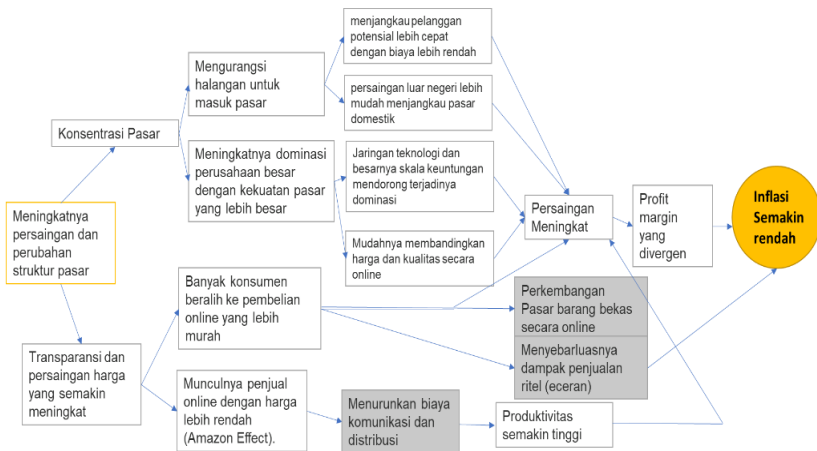 menjangkau pelanggan
potensial lebih cepat
dengan biaya lebih rendah
Mengurangsi
halangan untuk
masuk pasar
persaingan luar negeri lebih
mudah menjangkau pasar
domestik
Konsentrasi Pasar
Meningkatnya dominasi
perusahaan besar
dengan kekuatan pasar
yang lebih besar
Jaringan teknologi dan
besarnya skala keuntungan
mendorong terjadinya
dominasi
Mudahnya membandingkan
harga dan kualitas secara
online
Persaingan
Meningkat
Profit
margin
yang
divergen
Inflasi
Semakin
rendah
Meningkatnya
persaingan dan
perubahan
struktur pasar
Banyak konsumen
beralih ke pembelian
online yang lebih
murah
Perkembangan
Pasar barang bekas
secara online
Menyebarluasnya
dampak penjualan
ritel (eceran)
Transparansi dan
persaingan harga
yang semakin
meningkat
Munculnya penjual
online dengan harga
lebih rendah
(Amazon Effect).
Menurunkan biaya
komunikasi dan
distribusi
Produktivitas
semakin tinggi